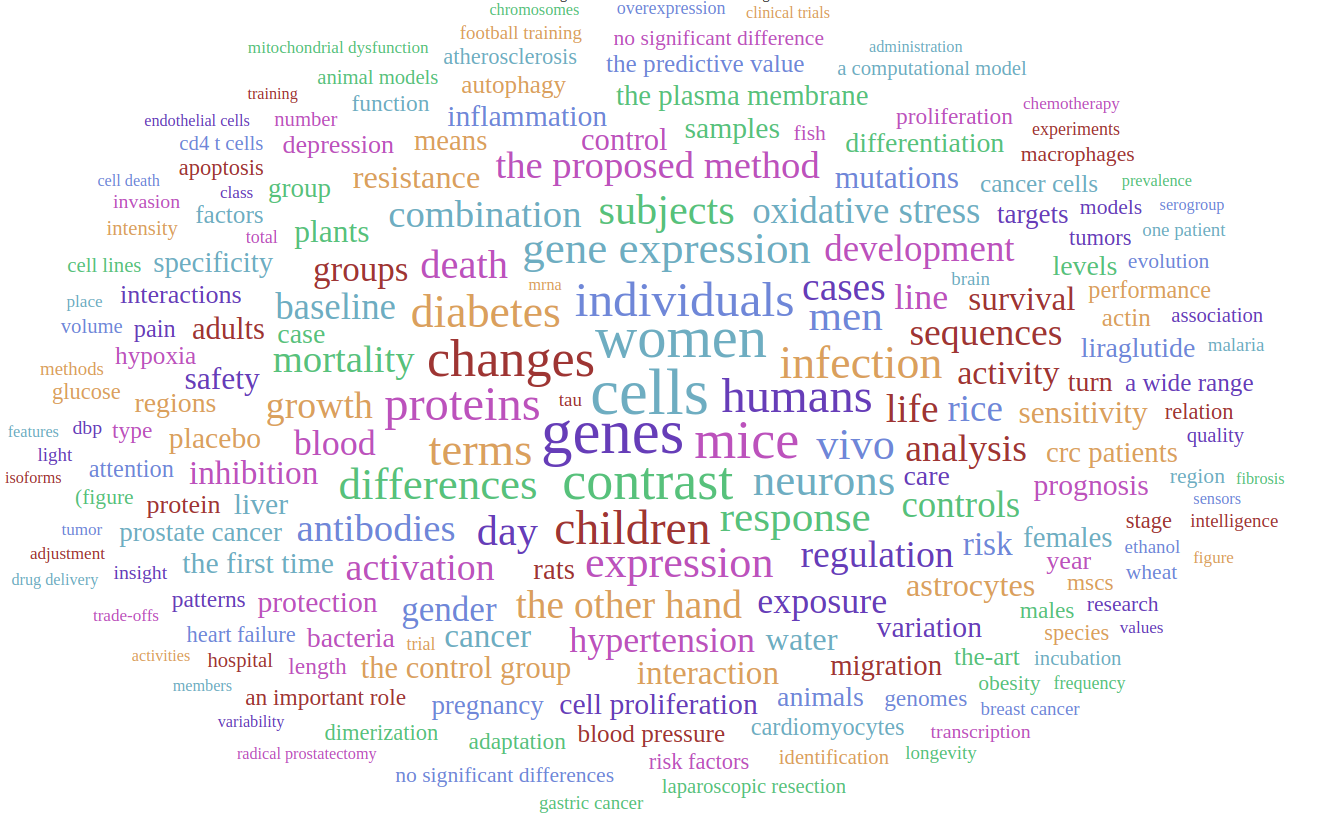 chromosomes overexpression clinical trials
football training no significant difference
mitochondrial dysfunction atherosclerosis the predictive value administration
animal models autophagy a computational model
training function inflammation the plasma membrane chemotherapy
endothelial cells number samples fish proliferation experiments
cd4 t cells depression means control differentiation macrophages
apoptosis resistance the proposed method mutations cancer cells prevalence
cell death class group
invasion factors combination subjects oxidative stress targets models serogroup
intensity total plants gene expression development tumors one patient
cell lines specificity groups death levels evolution
place interactions baseline diabetes mrna individuals cases line brain survival performance
volume pain adults case women men sequences actin association
hypoxia mortality changes infection liraglutide malaria
methods safety cells humans activity turn a wide range
glucose regions growth proteins tau life rice sensitivity relation
features dbp type placebo blood terms genes mice vivo analysis crc patients quality
light
isoforms attention inhibition differences contrast neurons care prognosis region fibrosis
(figure protein liver controls sensors
tumor prostate cancer antibodies day children response stage intelligence
adjustment regulation risk females ethanol
drug delivery insight the first time activation rats expression year wheat figure
trade-offs patterns protection gender the other hand exposure astrocytes mscs
males research
heart failure bacteria trial cancer hypertension water variation species values
activities hospital length the control group interaction migration the-art incubation
members an important role pregnancy cell proliferation animals genomes obesity frequency
variability breast cancer
dimerization adaptation blood pressure cardiomyocytes transcription
radical prostatectomy risk factors identification longevity
no significant differences laparoscopic resection
gastric cancer